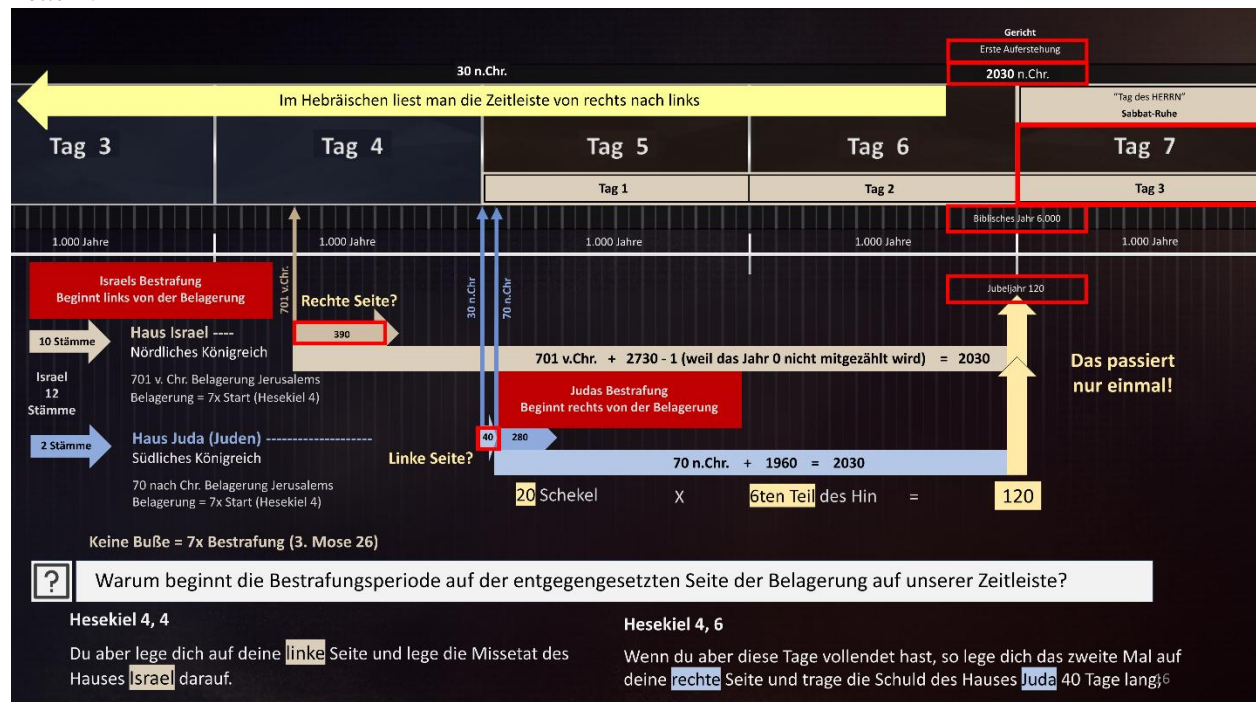 Gericht
Erste Auferstehung
30 n.Chr.
2030 n.Chr.
Im Hebräischen liest man die Zeitleiste von rechts nach links
"Tag des HERRN"
Sabbat-Ruhe
Tag 3
Tag 4
Tag 5
Tag 6
Tag 7
Tag 1
Tag 2
Tag 3
Biblisches Jahr 6,000
1.000 Jahre
1.000 Jahre
1.000 Jahre
1.000 Jahre
1.000 Jahre
Israels Bestrafung
Beginnt links von der Belagerung
701 v.Chr.
Rechte Seite?
30 n.Chr
70 n.Chr
Jubeljahr 120
10 Stämme
Haus Israel ----
Nördliches Königreich
390
701 v.Chr. + 2730 - 1 (weil das Jahr 0 nicht mitgezählt wird) = 2030
Das passiert
nur einmal!
Israel
12
Stämme
701 v. Chr. Belagerung Jerusalems
Belagerung = 7x Start (Hesekiel 4)
Judas Bestrafung
Beginnt rechts von der Belagerung
2 Stämme
Haus Juda (Juden) --------------------
Südliches Königreich
Linke Seite?
40
280
70 n.Chr. + 1960 = 2030
70 nach Chr. Belagerung Jerusalems
Belagerung = 7x Start (Hesekiel 4)
20 Schekel X 6ten Teil des Hin = 120
Keine Buße = 7x Bestrafung (3. Mose 26)
? Warum beginnt die Bestrafungsperiode auf der entgegengesetzten Seite der Belagerung auf unserer Zeitleiste?
Hesekiel 4, 4
Du aber lege dich auf deine linke Seite und lege die Missetat des
Hauses Israel darauf.
Hesekiel 4, 6
Wenn du aber diese Tage vollendet hast, so lege dich das zweite Mal auf
deine rechte Seite und trage die Schuld des Hauses Juda 40 Tage lang;